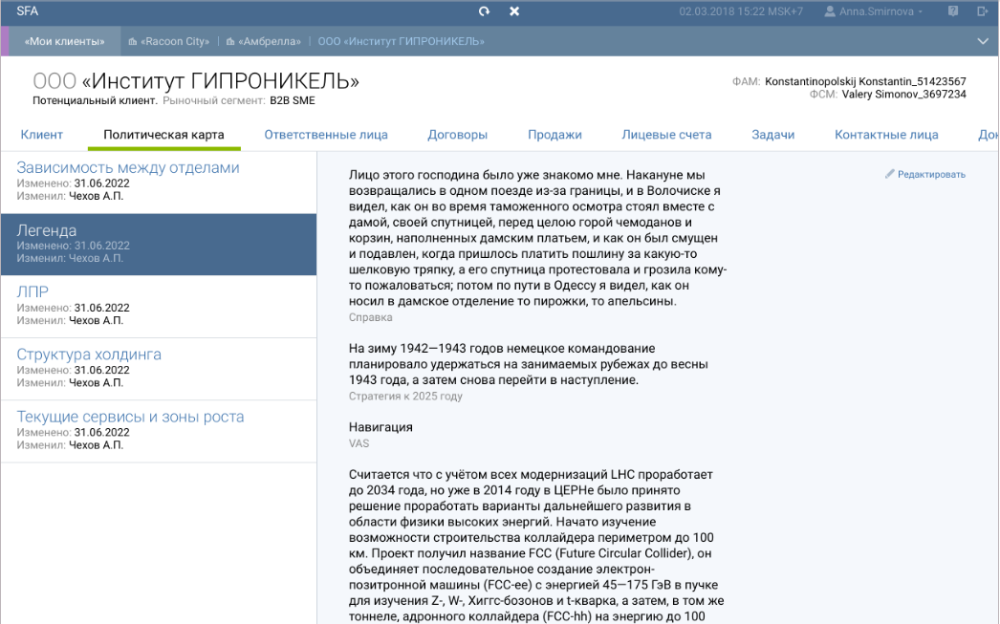 SFA
02.03.2018 15:22 MSK+7
Anna.Smirnova
«Мои клиенты»
«Racoon City»
«Амбрелла»
ООО «Институт ГИПРОНИКЕЛЬ»
ООО «Институт ГИПРОНИКЕЛЬ»
Потенциальный клиент. Рыночный сегмент: B2B SME
ФАМ: Konstantinopolskij Konstantin_51423567
ФСМ: Valery Simonov_3697234
Клиент
Политическая карта
Ответственные лица
Договоры
Продажи
Лицевые счета
Задачи
Контактные лица
Док
Зависимость между отделами
Изменено: 31.06.2022
Изменил: Чехов А.П.
Легенда
Изменено: 31.06.2022
Изменил: Чехов А.П.
ЛПР
Изменено: 31.06.2022
Изменил: Чехов А.П.
Структура холдинга
Изменено: 31.06.2022
Изменил: Чехов А.П.
Текущие сервисы и зоны роста
Изменено: 31.06.2022
Изменил: Чехов А.П.
Редактировать
Лицо этого господина было уже знакомо мне. Накануне мы
возвращались в одном поезде из-за границы, и в Волочиске я
видел, как он во время таможенного осмотра стоял вместе с
дамой, своей спутницей, перед целою горой чемоданов и
корзин, наполненных дамским платьем, и как он был смущен
и подавлен, когда пришлось платить пошлину за какую-то
шелковую тряпку, а его спутница протестовала и грозила кому-
то пожаловаться; потом по пути в Одессу я видел, как он
носил в дамское отделение то пирожки, то апельсины.
Справка
На зиму 1942—1943 годов немецкое командование
планировало удержаться на занимаемых рубежах до весны
1943 года, а затем снова перейти в наступление.
Стратегия к 2025 году
Навигация
VAS
Считается что с учётом всех модернизаций LHC проработает
до 2034 года, но уже в 2014 году в ЦЕРНе было принято
решение проработать варианты дальнейшего развития в
области физики высоких энергий. Начато изучение
возможности строительства коллайдера периметром до 100
км. Проект получил название FCC (Future Circular Collider), он
объединяет последовательное создание электрон-
позитронной машины (FCC-ee) с энергией 45—175 ГэВ в пучке
для изучения Z-, W-, Хиггс-бозонов и t-кварка, а затем, в том же
тоннеле, адронного коллайдера (FCC-hh) на энергию до 100